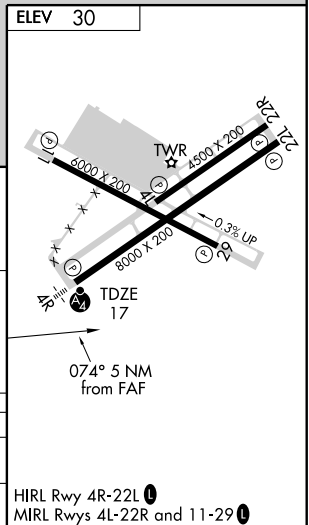 ELEV 30
TWR
4500 X 200
22R
22L
P
P
P
11
6000 X 200
4L
P
0.3% UP
8000 X 200
P
29
P
4R
A4
TDZE
17
074° 5 NM
from FAF
HIRL Rwy 4R-22L L
MIRL Rwys 4L-22R and 11-29 L